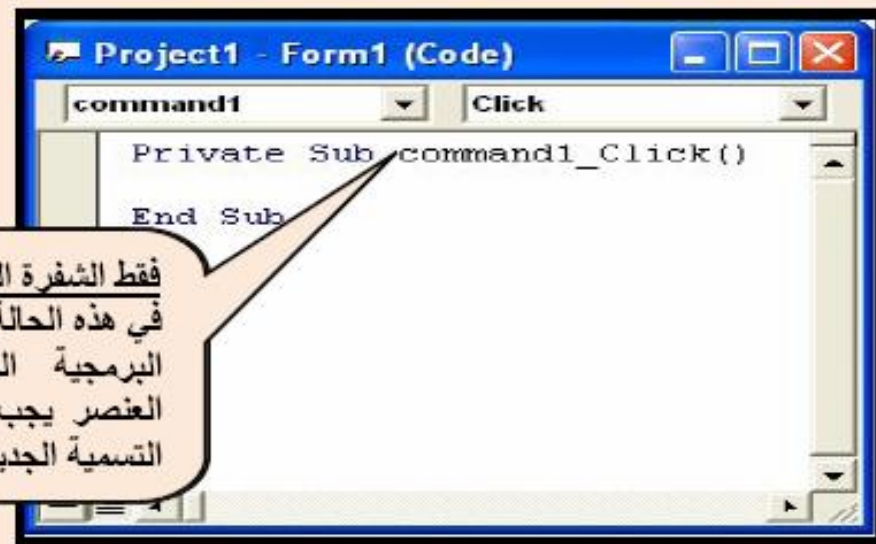 Project1 - Form1 (Code)
command1 Click
Private Sub command1_Click()
End Sub
فقط الشفرة
في هذه الحالة
البرمجية
العنصر يجب
التسمية